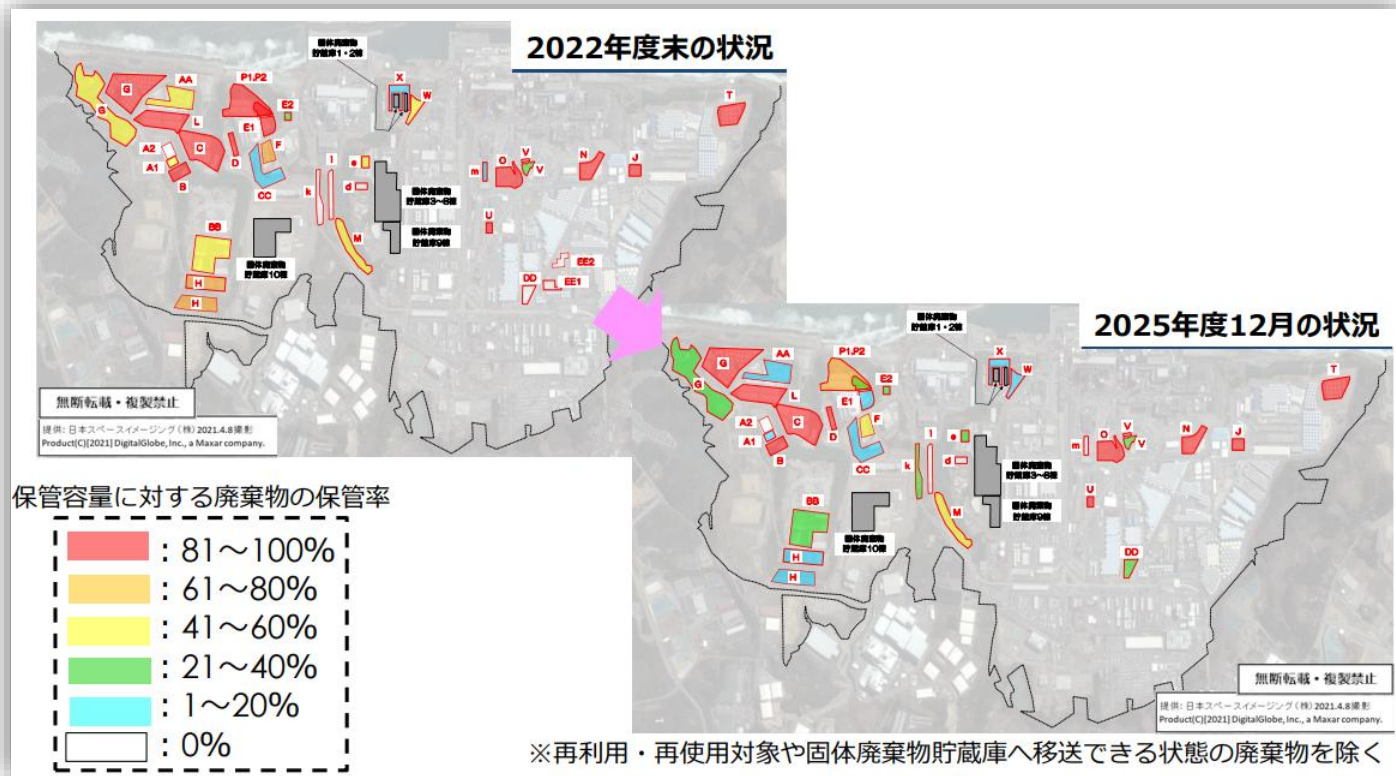 2022年度末の状況
固体廃棄物
貯蔵庫1・2棟
X
W
T
G
AA
P1,P2
E2
G
L
E1
A2
C
D
F
A1
B
CC
k
l
e
d
固体廃棄物
貯蔵庫3~8棟
m
O
V
V
N
J
U
BB
固体廃棄物
貯蔵庫10棟
M
固体廃棄物
貯蔵庫9棟
H
H
DD
EE2
EE1
無断転載・複製禁止
提供:日本スペースイメージング(株)2021.4.8撮影
Product(C)[2021] DigitalGlobe, Inc., a Maxar company.
2025年度12月の状況
固体廃棄物
貯蔵庫1・2棟
X
W
T
G
AA
P1,P2
E2
G
L
E1
A2
C
D
F
A1
B
CC
k
l
e
d
固体廃棄物
貯蔵庫3~8棟
m
O
V
V
N
J
U
BB
固体廃棄物
貯蔵庫10棟
M
固体廃棄物
貯蔵庫9棟
H
H
DD
無断転載・複製禁止
提供:日本スペースイメージング(株)2021.4.8撮影
Product(C)[2021] DigitalGlobe, Inc., a Maxar company.
保管容量に対する廃棄物の保管率
:81~100%
:61~80%
:41~60%
:21~40%
:1~20%
:0%
※再利用・再使用対象や固体廃棄物貯蔵庫へ移送できる状態の廃棄物を除く